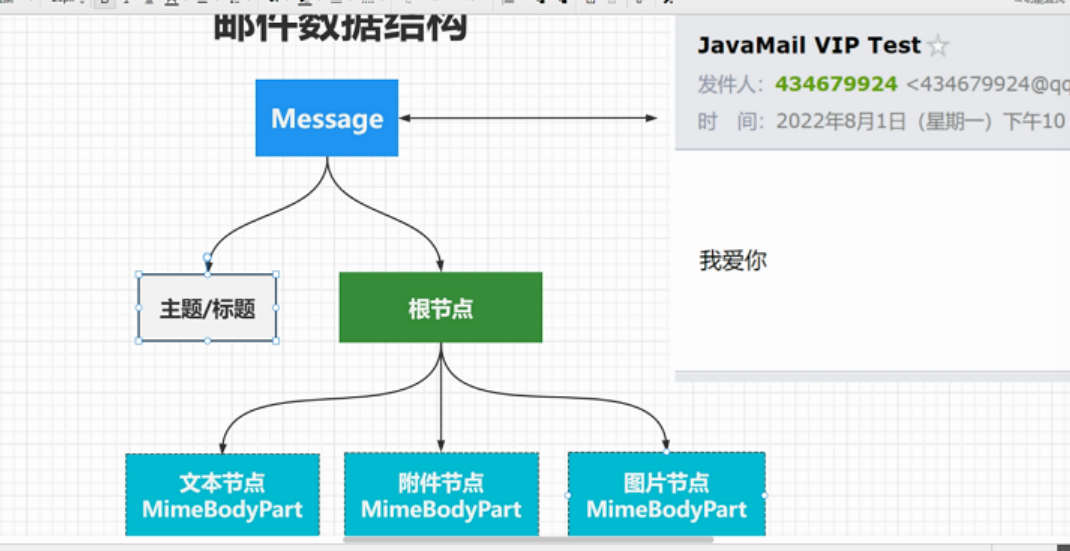 邮件数据结构
JavaMail VIP Test
发件人：434679924 <434679924@qq
时 间：2022年8月1日（星期一）下午10
Message
我爱你
主题/标题
根节点
文本节点
MimeBodyPart
附件节点
MimeBodyPart
图片节点
MimeBodyPart